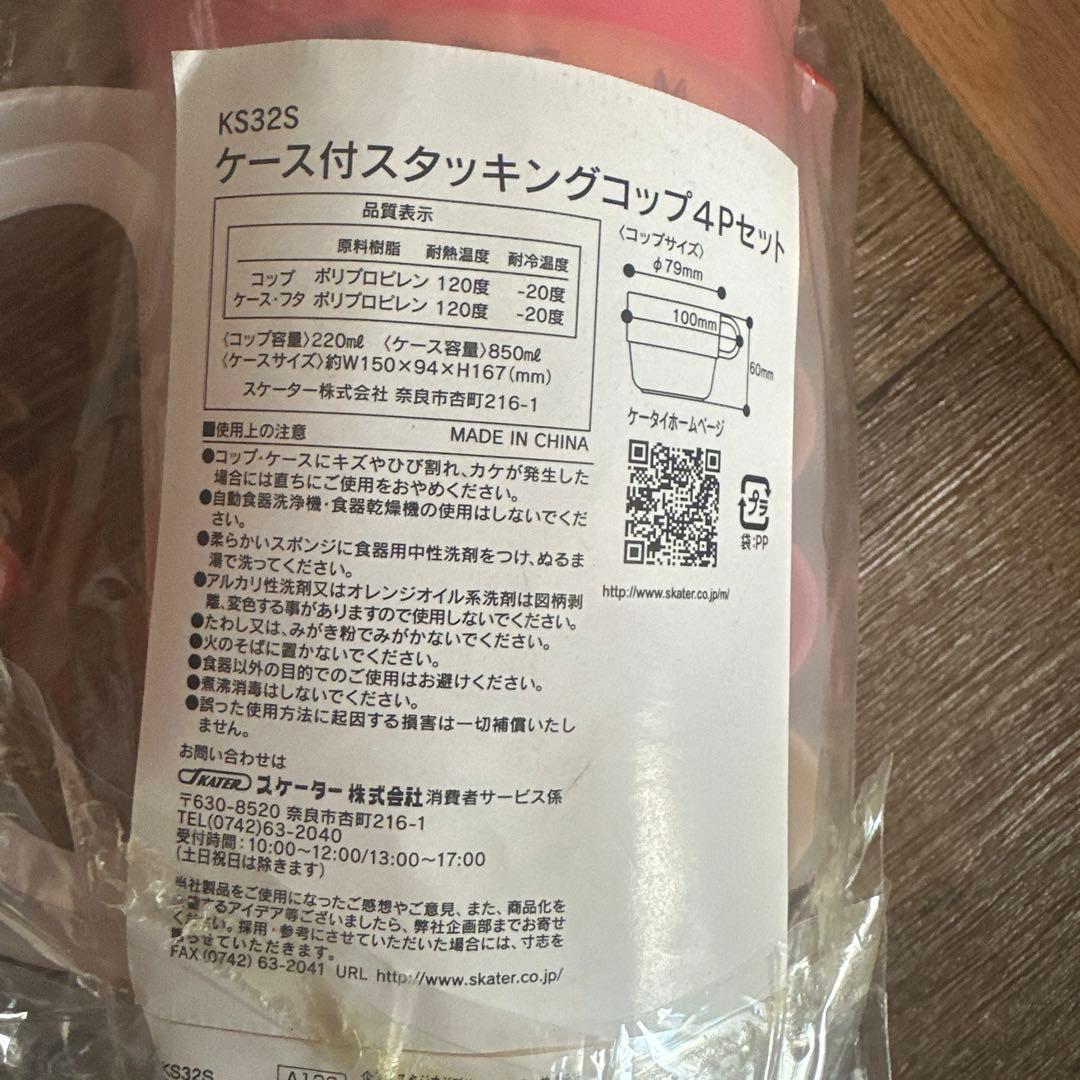 KS32S
ケース付スタッキングコップ4Pセット
品質表示
原料樹脂 耐熱温度 耐冷温度
コップ ポリプロピレン 120度 -20度
ケース・フタ ポリプロピレン 120度 -20度
〈コップ容量〉220㎖ 〈ケース容量〉850㎖
〈ケースサイズ〉約W150×94×H167(mm)
スケーター株式会社 奈良市杏町216-1
〈コップサイズ〉
φ79mm
100mm
60mm
ケータイホームページ
プラ
袋:PP
http://www.skater.co.jp/m/
■使用上の注意 MADE IN CHINA
●コップ・ケースにキズやひび割れ、カケが発生した
場合には直ちにご使用をおやめください。
●自動食器洗浄機・食器乾燥機の使用はしないでくだ
さい。
●柔らかいスポンジに食器用中性洗剤をつけ、ぬるま
湯で洗ってください。
●アルカリ性洗剤又はオレンジオイル系洗剤は図柄剥
離、変色する事がありますので使用しないでください。
●たわし又は、みがき粉でみがかないでください。
●火のそばに置かないでください。
●食器以外の目的でのご使用はお避けください。
●煮沸消毒はしないでください。
●誤った使用方法に起因する損害は一切補償いたし
ません。
お問い合わせは
SKATER スケーター株式会社 消費者サービス係
〒630-8520 奈良市杏町216-1
TEL(0742)63-2040
受付時間：10:00〜12:00/13:00〜17:00
(土日祝日は除きます)
当社製品をご使用になったご感想やご意見、また、商品化を
するアイデア等ございましたら、弊社企画部までお寄せ
ください。採用・参考にさせていただいた場合には、寸志を
させていただきます。
FAX(0742)63-2041 URL http://www.skater.co.jp/
KS32S